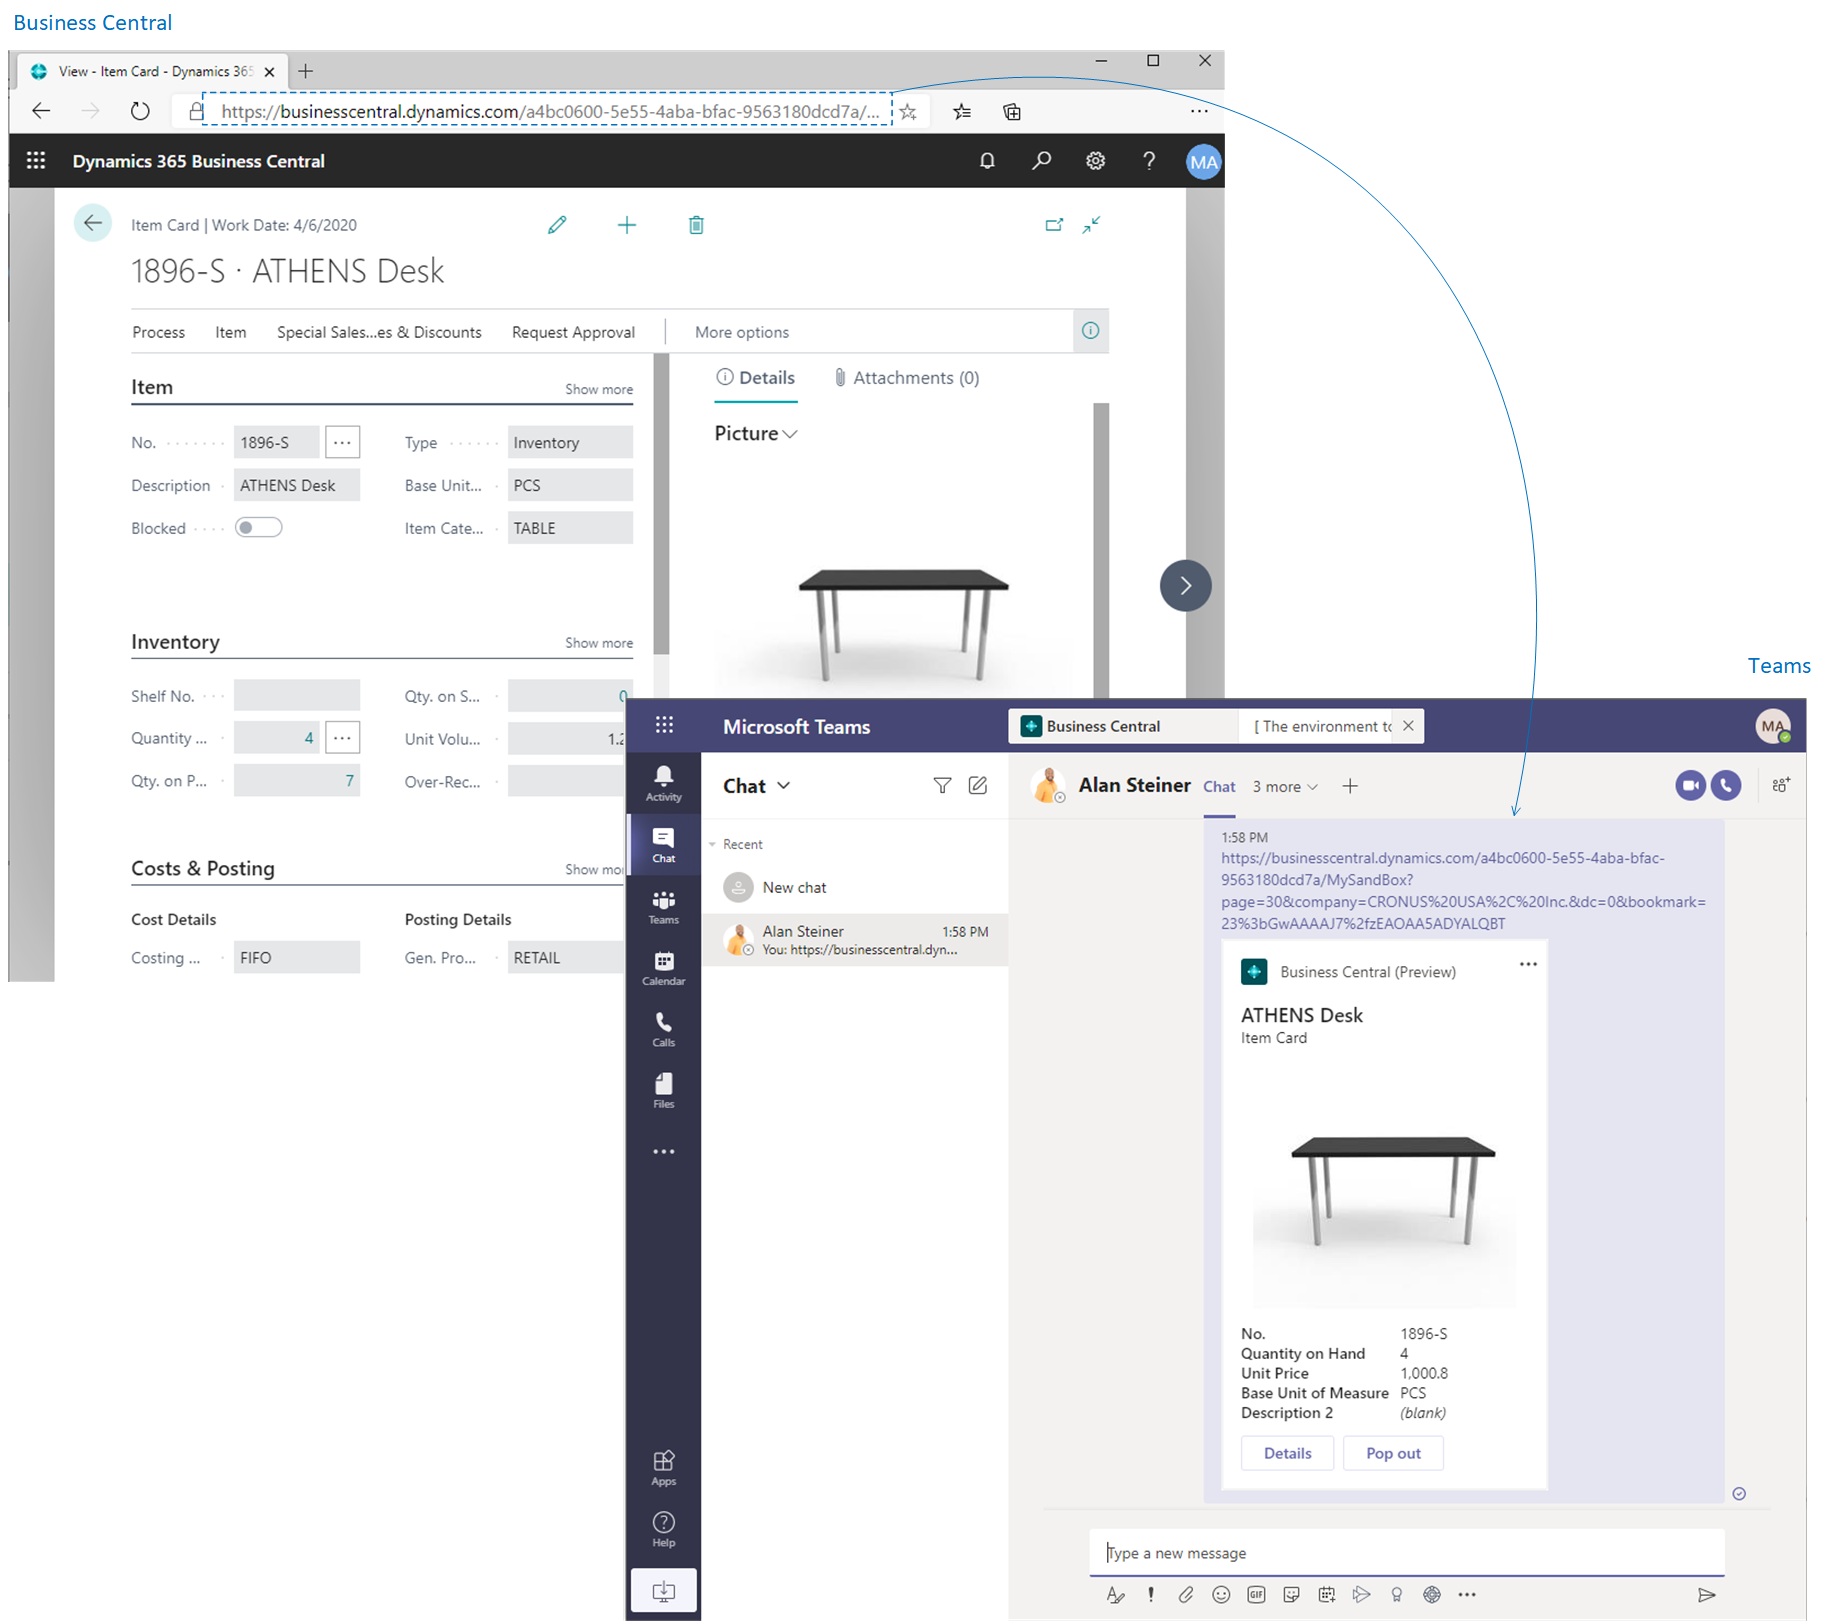 Business Central
View - Item Card - Dynamics 365
https://businesscentral.dynamics.com/a4bc0600-5e55-4aba-bfac-9563180dcd7a/...
Dynamics 365 Business Central
MA
Item Card | Work Date: 4/6/2020
1896-S · ATHENS Desk
Process Item Special Sales...es & Discounts Request Approval More options
Details Attachments (0)
Item Show more
Picture
No. 1896-S Type Inventory
Description ATHENS Desk Base Unit... PCS
Blocked Item Cate... TABLE
Inventory Show more
Shelf No. Qty. on S... 0
Quantity ... 4 Unit Volu... 1.2
Qty. on P... 7 Over-Rec...
Costs & Posting Show mo
Cost Details Posting Details
Costing ... FIFO Gen. Pro... RETAIL
Teams
Microsoft Teams Business Central [ The environment to
MA
Activity
Chat
Teams
Calendar
Calls
Files
Apps
Help
Chat
Recent
New chat
Alan Steiner 1:58 PM
You: https://businesscentral.dyn...
Alan Steiner Chat 3 more
1:58 PM
https://businesscentral.dynamics.com/a4bc0600-5e55-4aba-bfac-
9563180dcd7a/MySandBox?
page=30&company=CRONUS%20USA%2C%20Inc.&dc=0&bookmark=
23%3bGwAAAAJ7%2fzEAOAA5ADYALQBT
Business Central (Preview)
ATHENS Desk
Item Card
No. 1896-S
Quantity on Hand 4
Unit Price 1,000.8
Base Unit of Measure PCS
Description 2 (blank)
Details Pop out
Type a new message
GIF